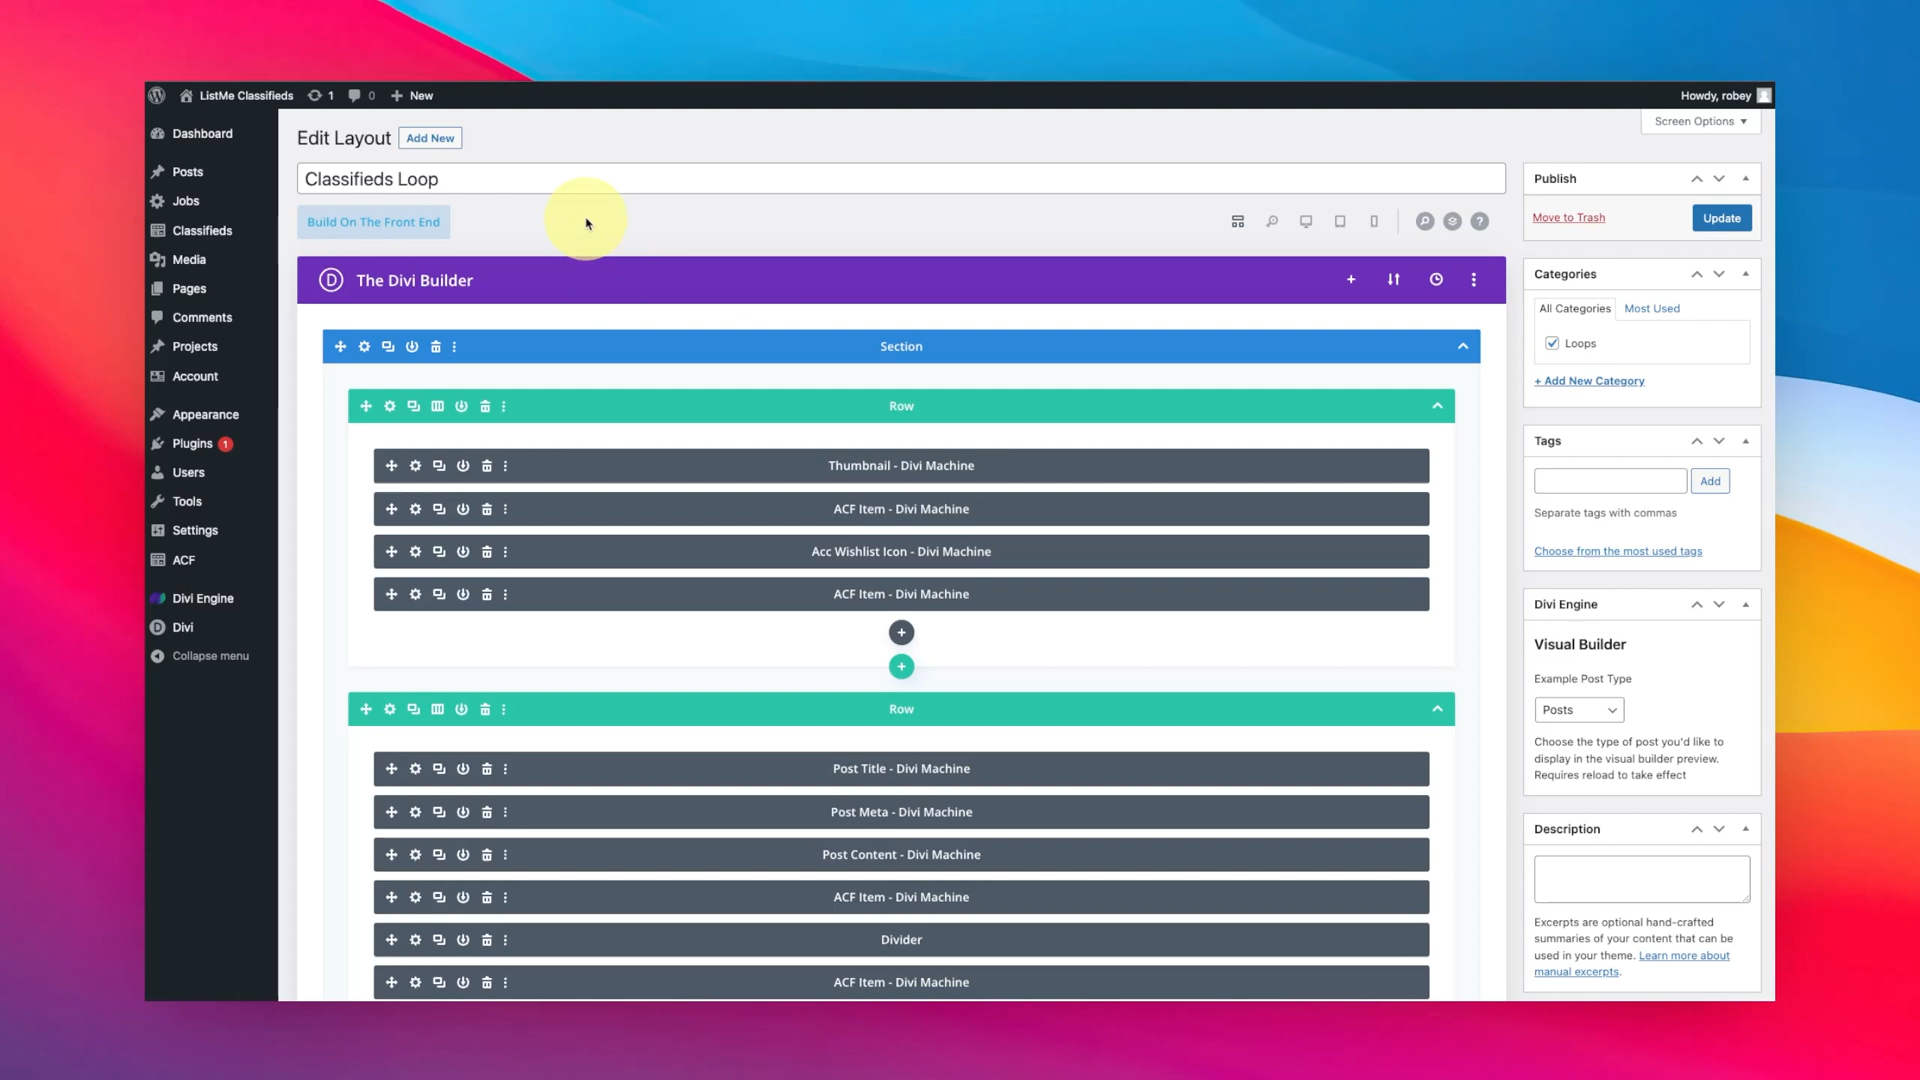 ListMe Classifieds 1 0 New
Howdy, robey
Dashboard
Posts
Jobs
Classifieds
Media
Pages
Comments
Projects
Account
Appearance
Plugins 1
Users
Tools
Settings
ACF
Divi Engine
Divi
Collapse menu
Screen Options
Edit Layout Add New
Classifieds Loop
Build On The Front End
The Divi Builder
Section
Row
Thumbnail - Divi Machine
ACF Item - Divi Machine
Acc Wishlist Icon - Divi Machine
ACF Item - Divi Machine
Row
Post Title - Divi Machine
Post Meta - Divi Machine
Post Content - Divi Machine
ACF Item - Divi Machine
Divider
ACF Item - Divi Machine
Publish
Move to Trash Update
Categories
All Categories Most Used
Loops
+ Add New Category
Tags
Add
Separate tags with commas
Choose from the most used tags
Divi Engine
Visual Builder
Example Post Type
Posts
Choose the type of post you'd like to
display in the visual builder preview.
Requires reload to take effect
Description
Excerpts are optional hand-crafted
summaries of your content that can be
used in your theme. Learn more about
manual excerpts.